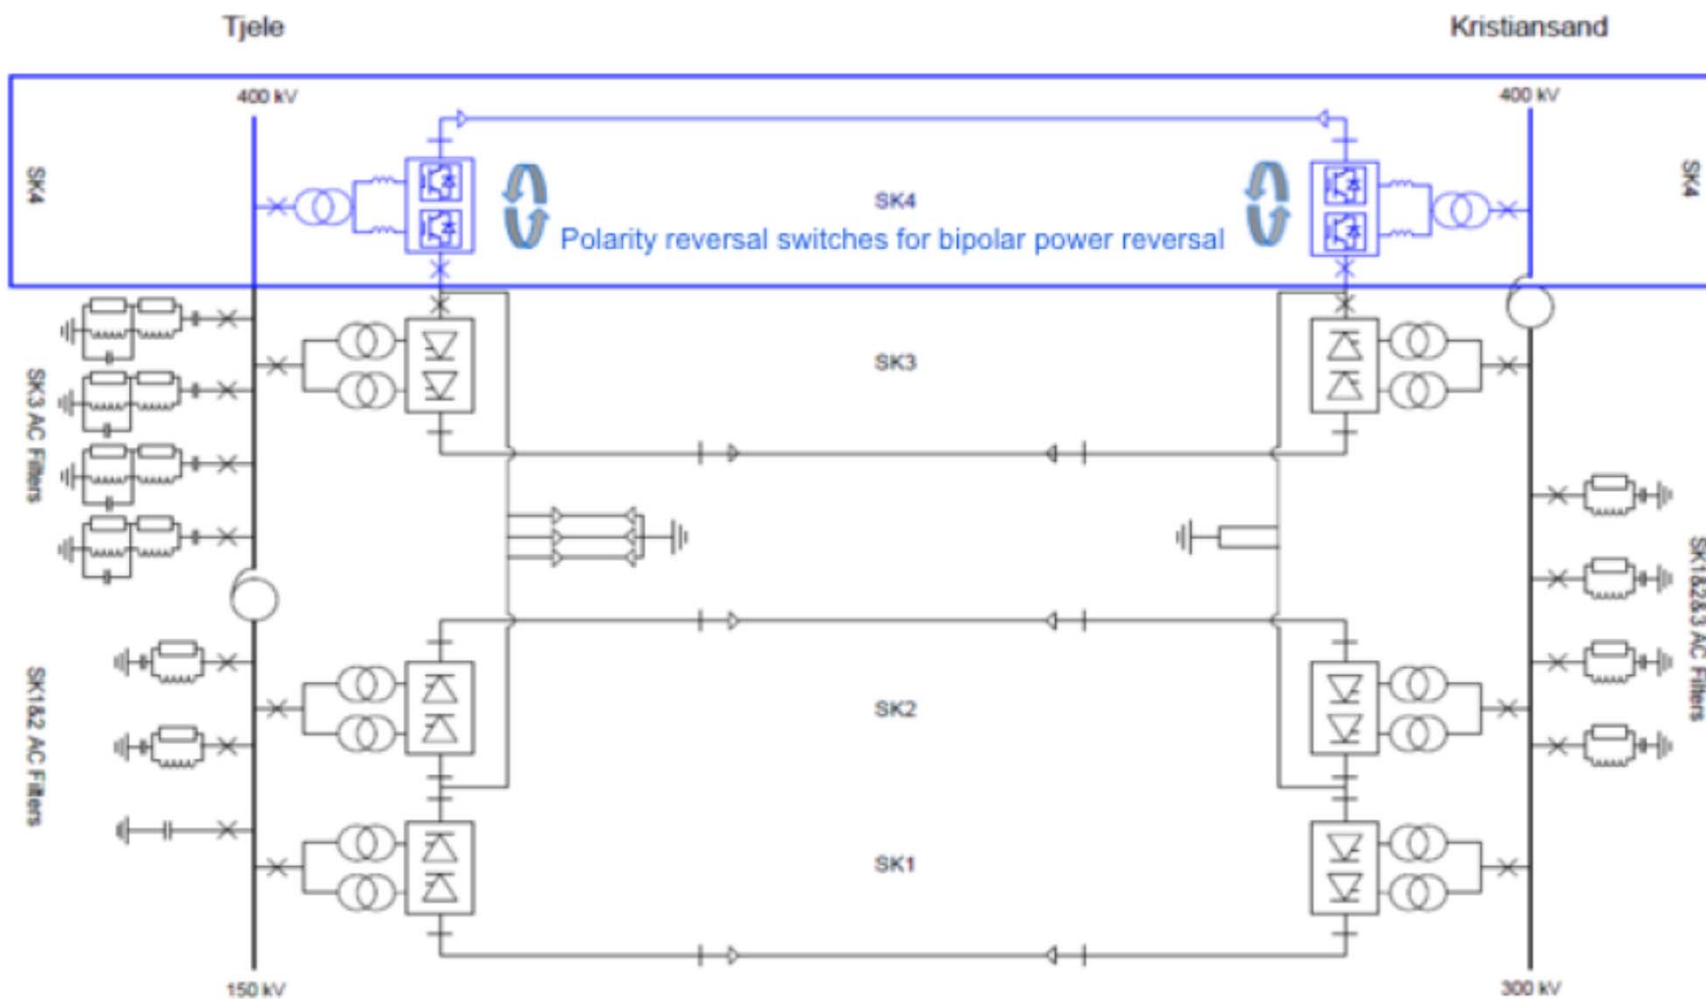 Tjele
Kristiansand
400 kV
400 kV
SK4
SK4
SK4
Polarity reversal switches for bipolar power reversal
SK3
SK3 AC Filters
SK1&2&3 AC Filters
SK2
SK1&2 AC Filters
SK1
150 kV
300 kV